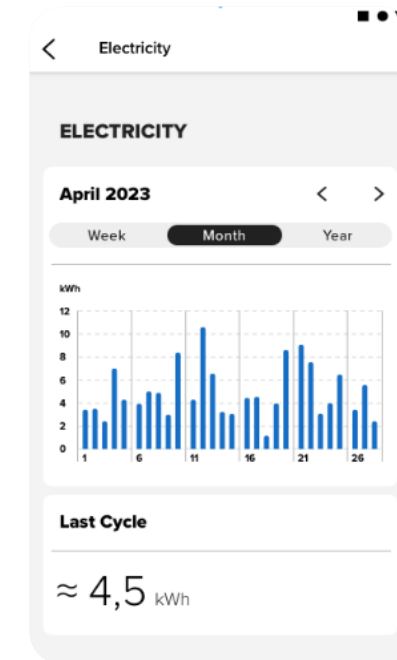 Electricity
ELECTRICITY
April 2023
Week Month Year
kWh
12
10
8
6
4
2
0
1 6 11 16 21 26
Last Cycle
≈ 4,5 kWh